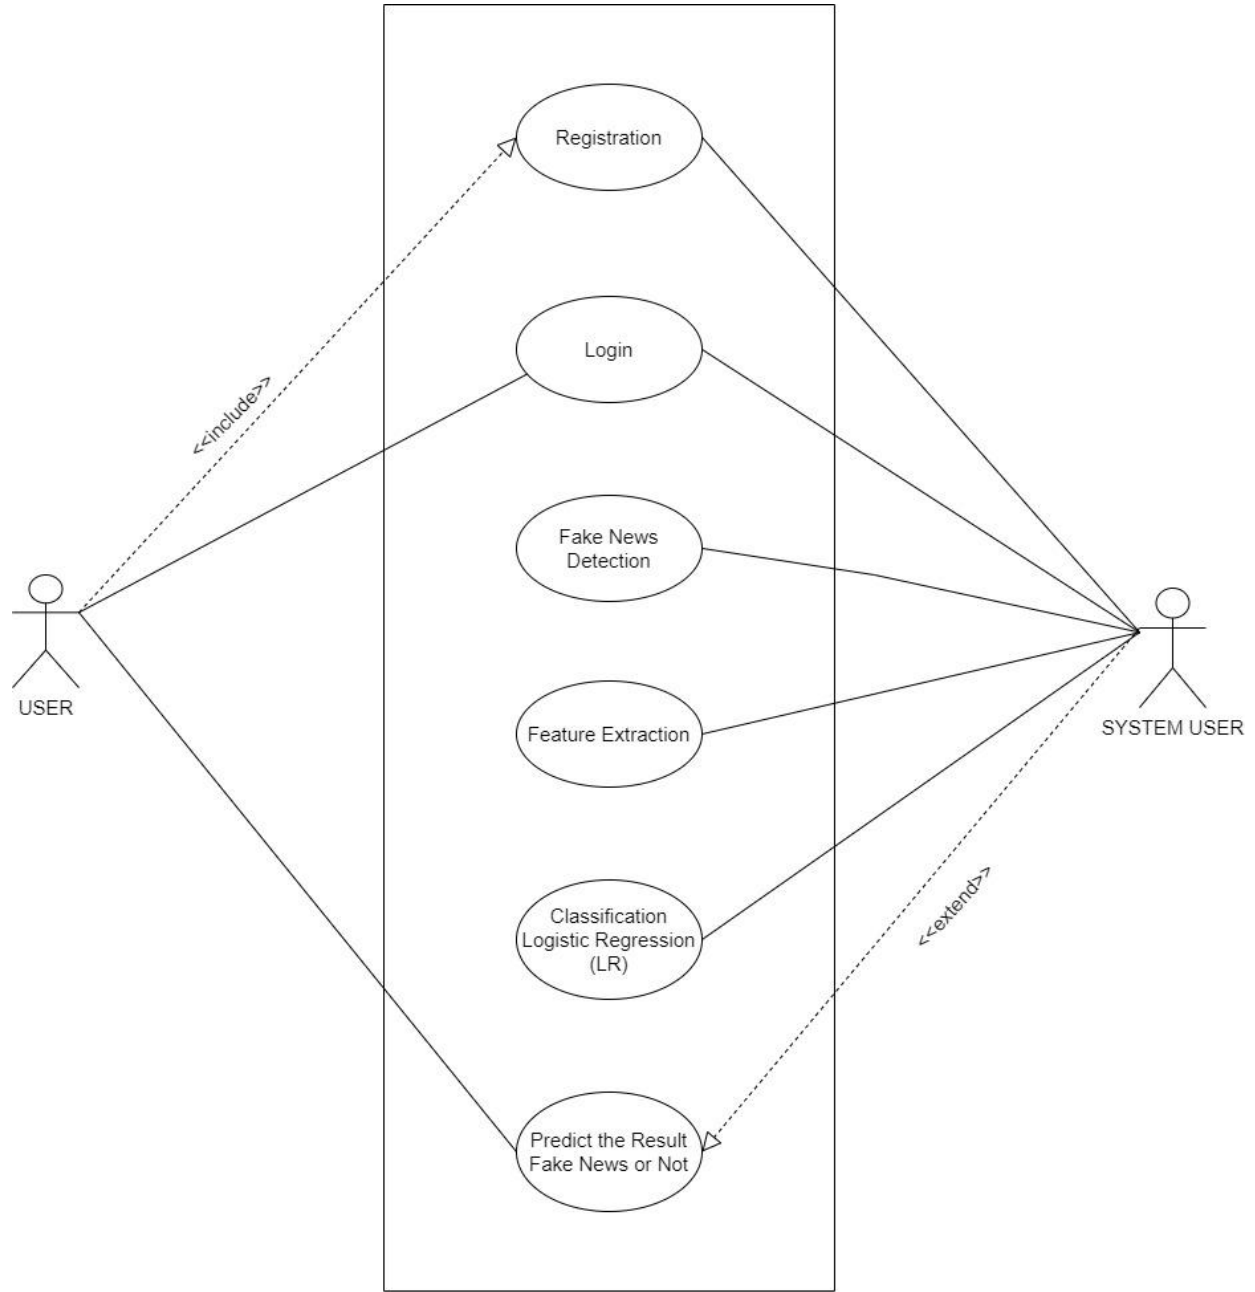 Registration
Login
<<include>>
Fake News
Detection
USER
SYSTEM USER
Feature Extraction
<<extend>>
Classification
Logistic Regression
(LR)
Predict the Result
Fake News or Not